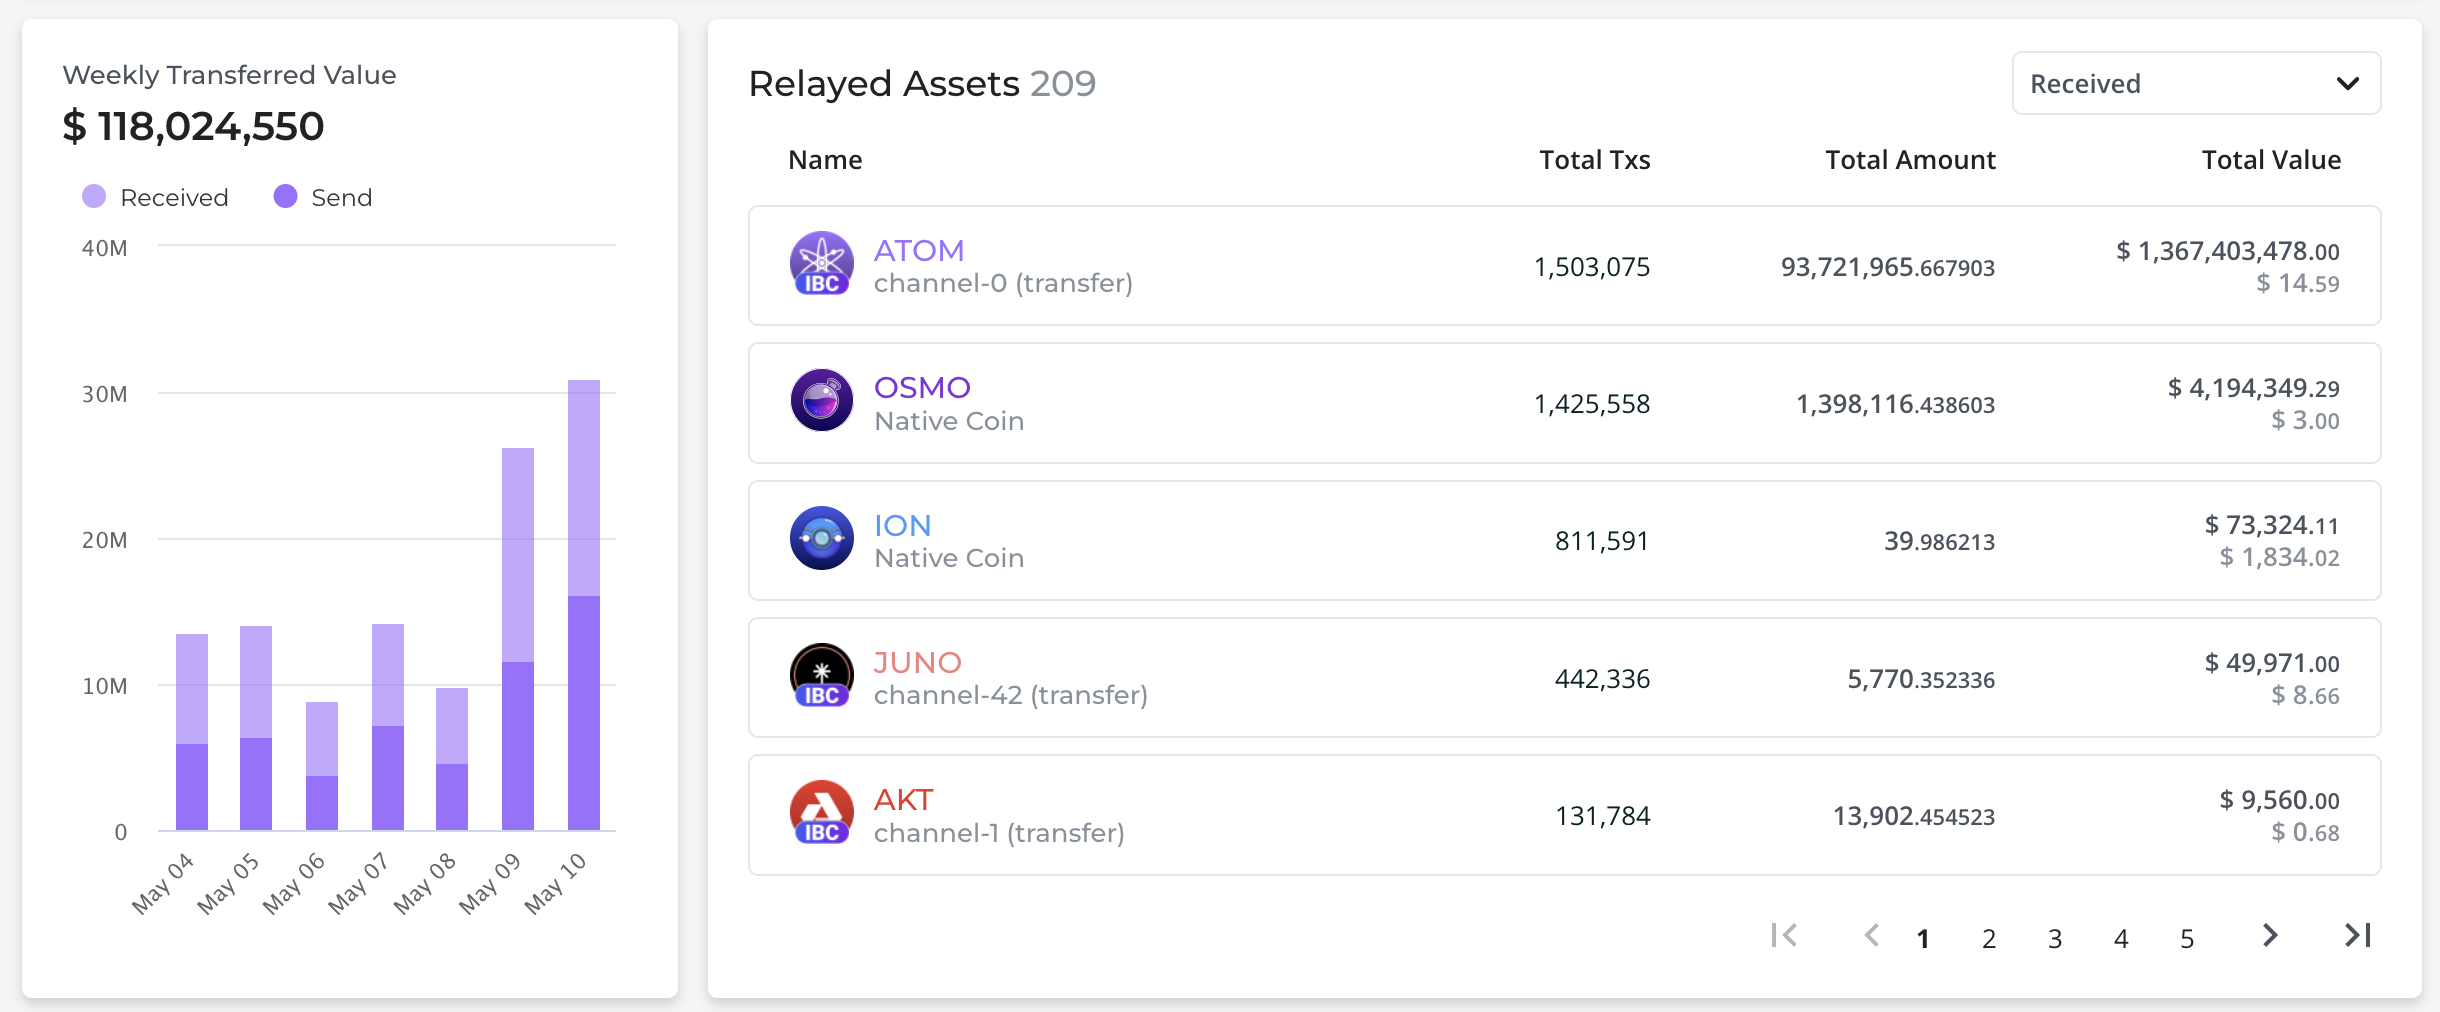 Weekly Transferred Value
$ 118,024,550
Received Send
40M
30M
20M
10M
0
May 04 May 05 May 06 May 07 May 08 May 09 May 10
Relayed Assets 209
Received
Name Total Txs Total Amount Total Value
IBC
ATOM
channel-0 (transfer)
1,503,075 93,721,965.667903
$ 1,367,403,478.00
$ 14.59
OSMO
Native Coin
1,425,558 1,398,116.438603
$ 4,194,349.29
$ 3.00
ION
Native Coin
811,591 39.986213
$ 73,324.11
$ 1,834.02
IBC
JUNO
channel-42 (transfer)
442,336 5,770.352336
$ 49,971.00
$ 8.66
IBC
AKT
channel-1 (transfer)
131,784 13,902.454523
$ 9,560.00
$ 0.68
1 2 3 4 5